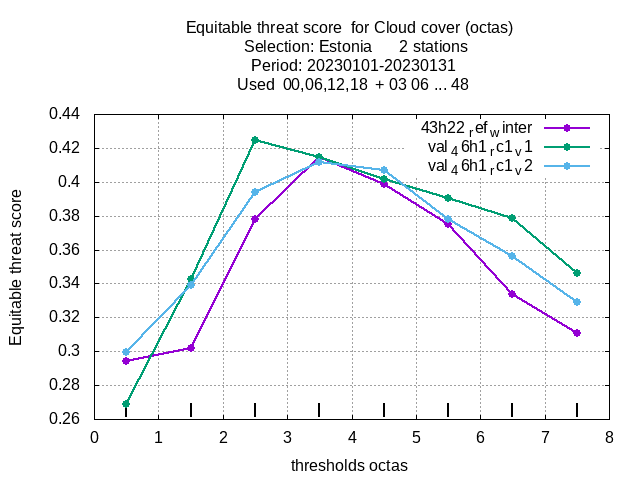 Equitable threat score for Cloud cover (octas)
Selection: Estonia 2 stations
Period: 20230101-20230131
Used 00,06,12,18 + 03 06 ... 48
43h22 ref winter
val 46h1 rc1 v1
val 46h1 rc1 v2
Equitable threat score
0.44
0.42
0.4
0.38
0.36
0.34
0.32
0.3
0.28
0.26
0 1 2 3 4 5 6 7 8
thresholds octas